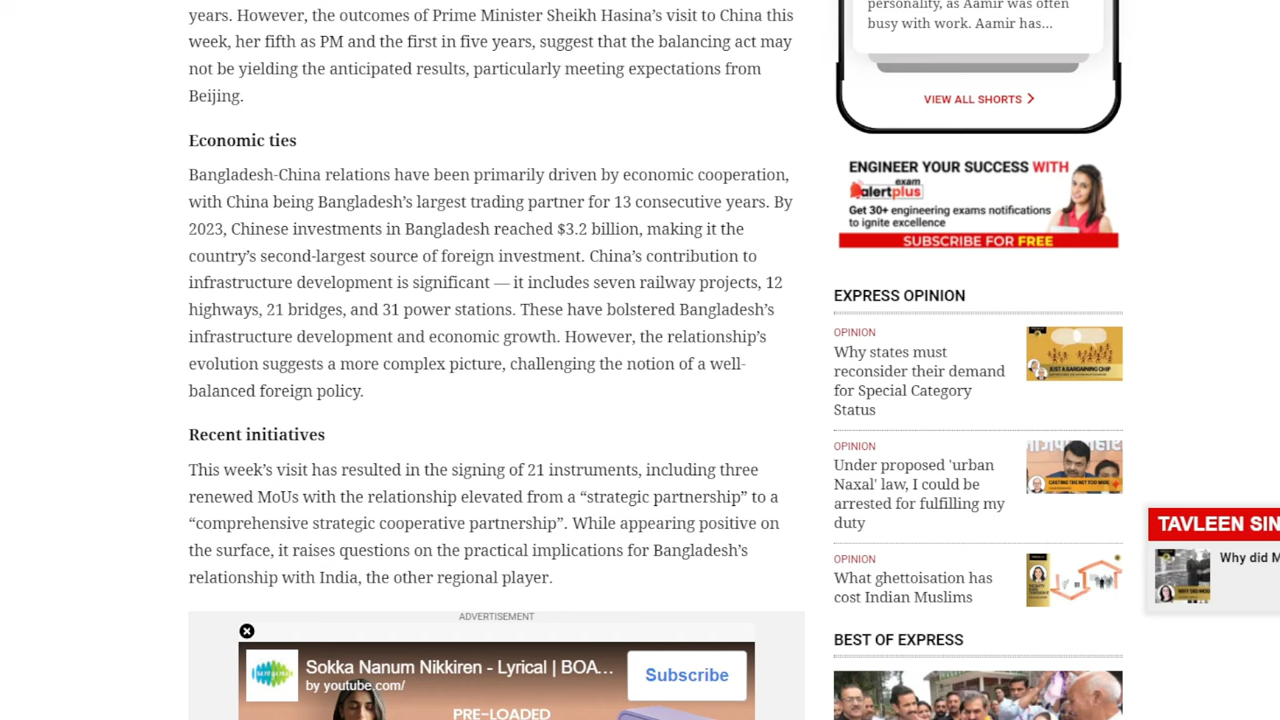 years. However, the outcomes of Prime Minister Sheikh Hasina’s visit to China this
week, her fifth as PM and the first in five years, suggest that the balancing act may
not be yielding the anticipated results, particularly meeting expectations from
Beijing.
Economic ties
Bangladesh-China relations have been primarily driven by economic cooperation,
with China being Bangladesh’s largest trading partner for 13 consecutive years. By
2023, Chinese investments in Bangladesh reached $3.2 billion, making it the
country’s second-largest source of foreign investment. China’s contribution to
infrastructure development is significant — it includes seven railway projects, 12
highways, 21 bridges, and 31 power stations. These have bolstered Bangladesh’s
infrastructure development and economic growth. However, the relationship’s
evolution suggests a more complex picture, challenging the notion of a well-
balanced foreign policy.
Recent initiatives
This week’s visit has resulted in the signing of 21 instruments, including three
renewed MoUs with the relationship elevated from a “strategic partnership” to a
“comprehensive strategic cooperative partnership”. While appearing positive on
the surface, it raises questions on the practical implications for Bangladesh’s
relationship with India, the other regional player.
ADVERTISEMENT
Sokka Nanum Nikkiren - Lyrical | BOA...
by youtube.com/
Subscribe
PRE-LOADED
personality, as Aamir was often
busy with work. Aamir has...
VIEW ALL SHORTS
ENGINEER YOUR SUCCESS WITH
exam
alertplus
Get 30+ engineering exams notifications
to ignite excellence
SUBSCRIBE FOR FREE
EXPRESS OPINION
OPINION
Why states must
reconsider their demand
for Special Category
Status
JUST A BARGAINING CHIP
OPINION
Under proposed 'urban
Naxal' law, I could be
arrested for fulfilling my
duty
CASTING THE NET TOO WIDE
OPINION
What ghettoisation has
cost Indian Muslims
BEST OF EXPRESS
TAVLEEN SIN
Why did M